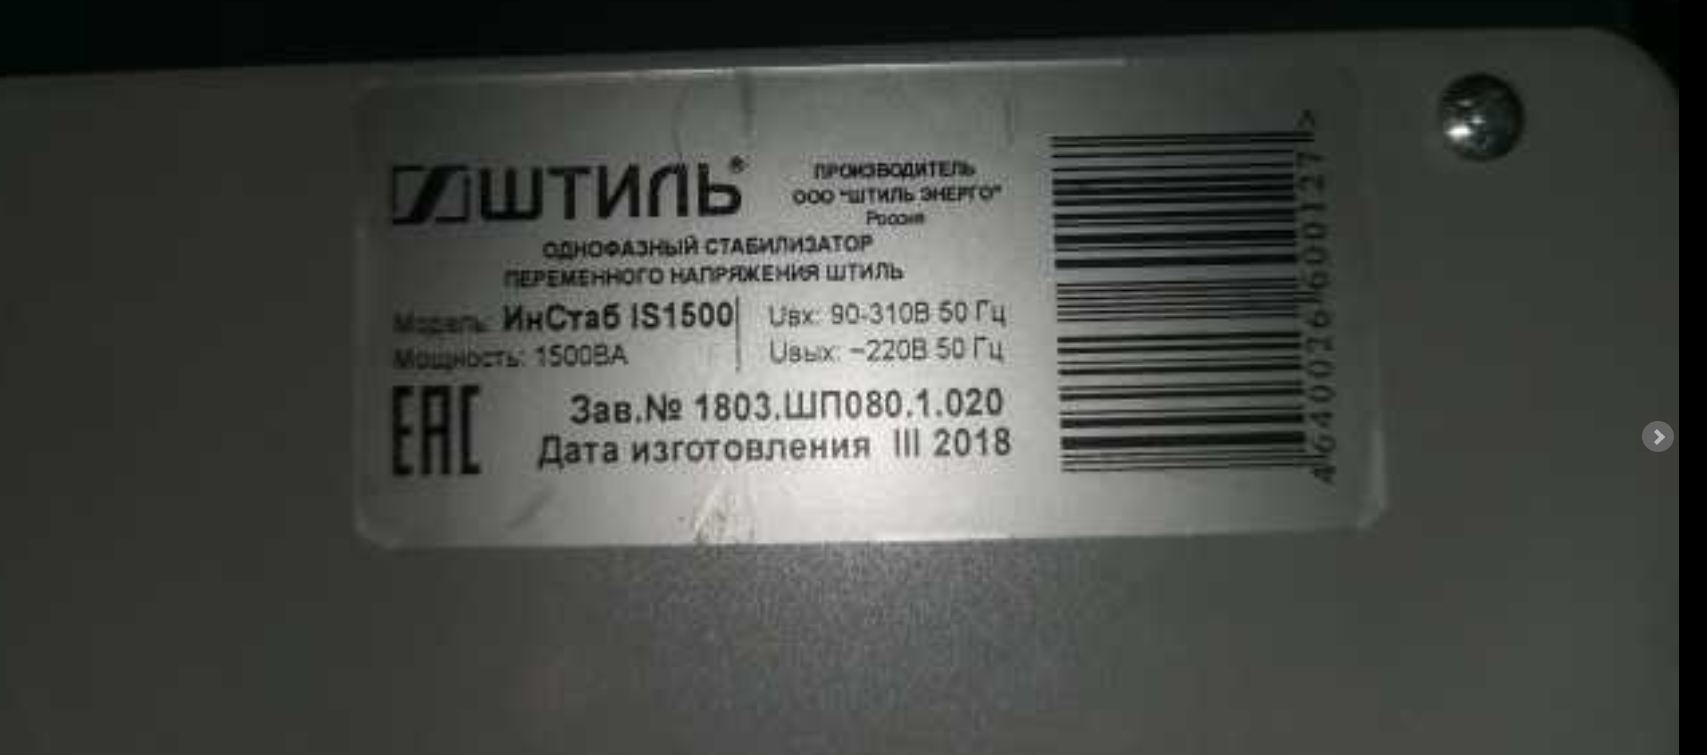 ШТИЛЬ®
ПРОИЗВОДИТЕЛЬ
ООО "ШТИЛЬ ЭНЕРГО"
Россия
ОДНОФАЗНЫЙ СТАБИЛИЗАТОР
ПЕРЕМЕННОГО НАПРЯЖЕНИЯ ШТИЛЬ
Модель: ИнСтаб IS1500
Мощность: 1500ВА
Uвх: 90-310В 50 Гц
Uвых: ~220В 50 Гц
EAC
Зав.№ 1803.ШП080.1.020
Дата изготовления III 2018
4640026600127 >